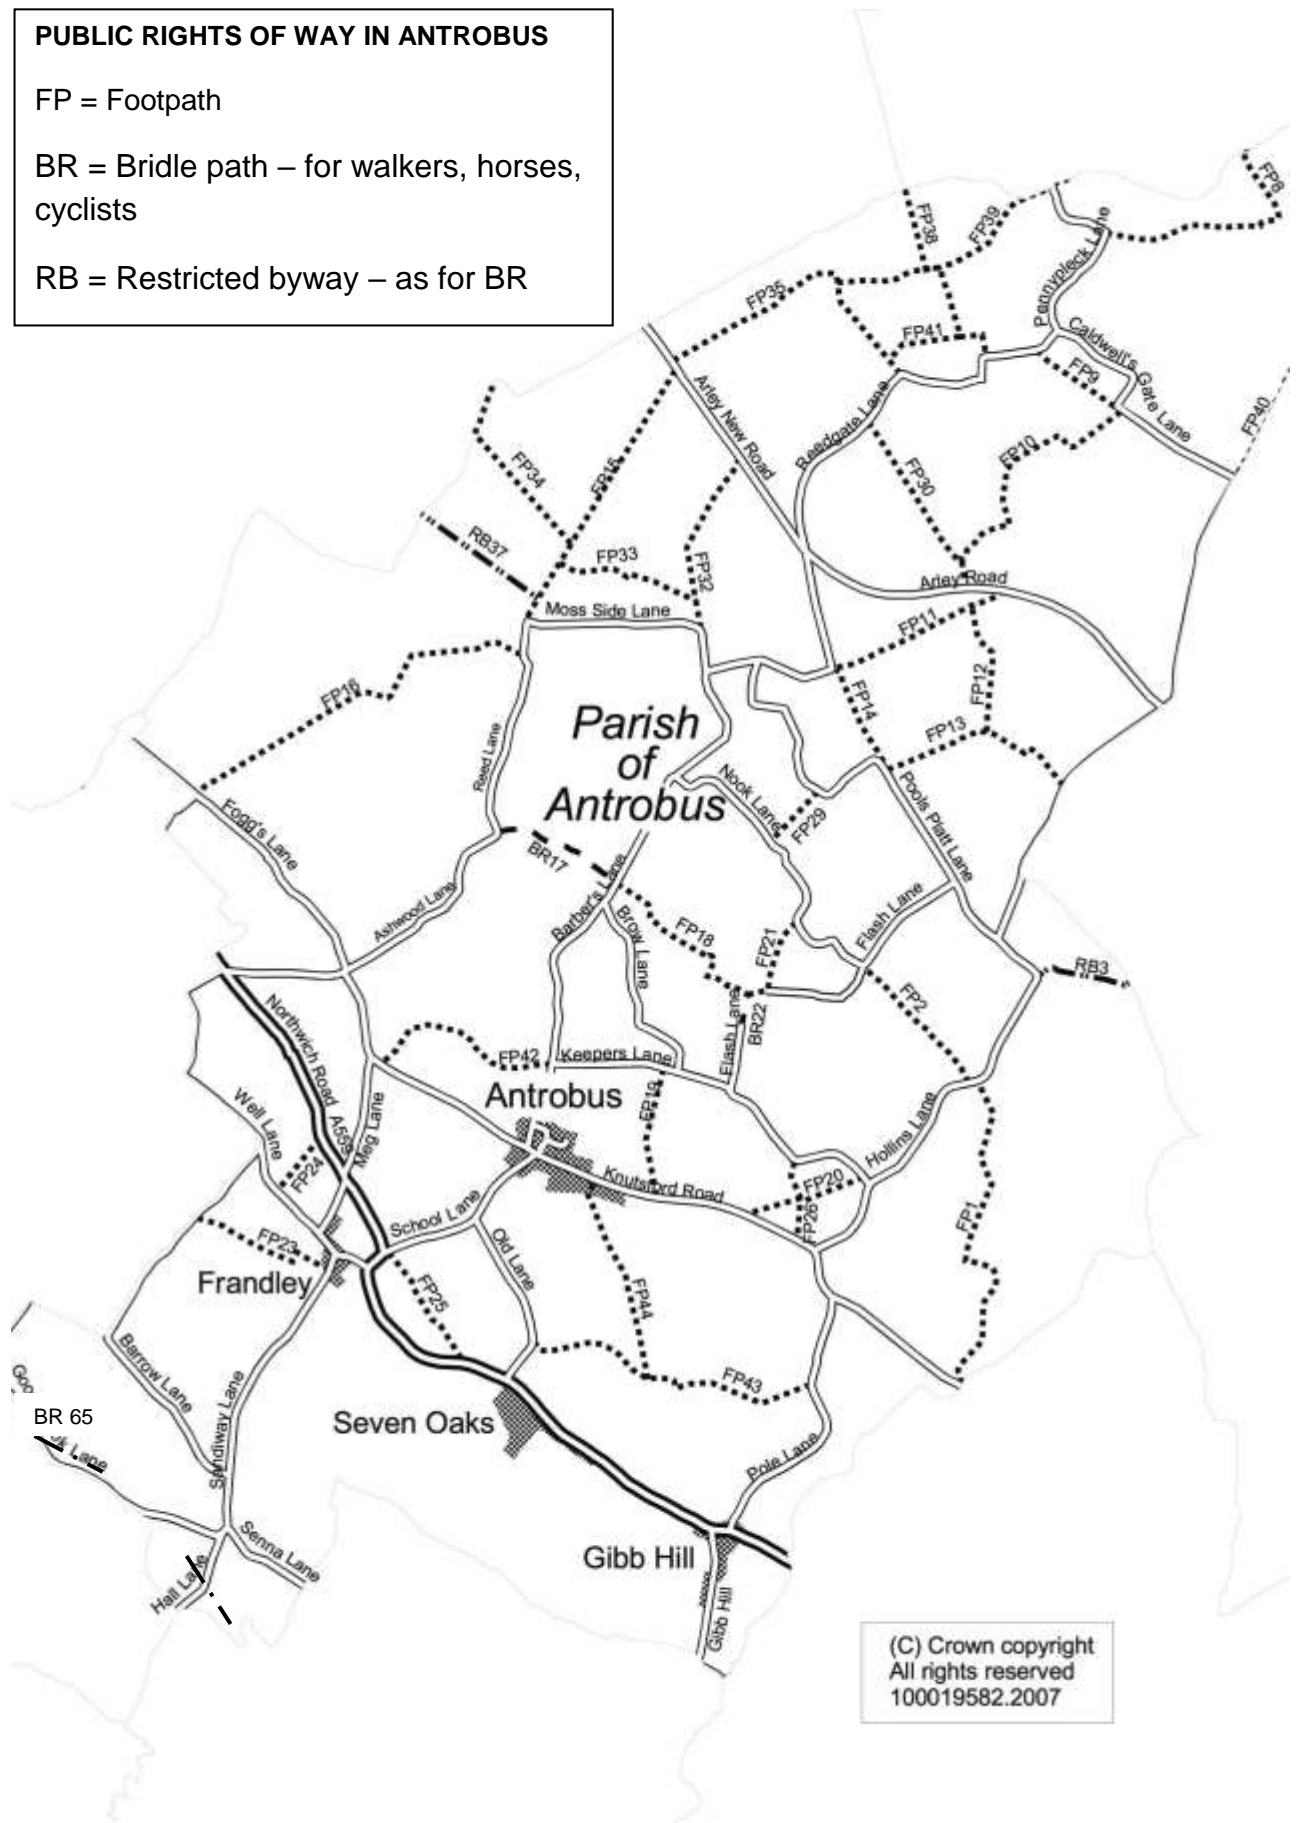 PUBLIC RIGHTS OF WAY IN ANTROBUS
FP = Footpath
BR = Bridle path – for walkers, horses,
cyclists
RB = Restricted byway – as for BR
FP8
FP38
FP39
Pennypleck Lane
FP35
FP41
Caldwell's Gate Lane
FP9
FP40
Arley New Road
Reedgate Lane
FP10
FP30
FP34
FP15
RB37
FP33
FP32
Arley Road
Moss Side Lane
FP11
FP12
FP16
FP14
FP13
Parish
of
Antrobus
Reed Lane
Nook Lane
FP29
Pools Platt Lane
Fogg's Lane
BR17
Ashwood Lane
Barber's Lane
Brow Lane
FP18
FP21
Flash Lane
RB3
FP2
Northwich Road A559
Flash Lane
BR22
FP42
Keepers Lane
Antrobus
FP19
Well Lane
Meg Lane
Hollins Lane
FP24
Knutsford Road
FP20
FP26
FP1
School Lane
Old Lane
FP23
Frandley
FP25
FP44
Barrow Lane
FP43
Goo
BR 65
k Lane
Sandiway Lane
Seven Oaks
Pole Lane
Senna Lane
Gibb Hill
Hall Lane
Gibb Hill
(C) Crown copyright
All rights reserved
100019582.2007